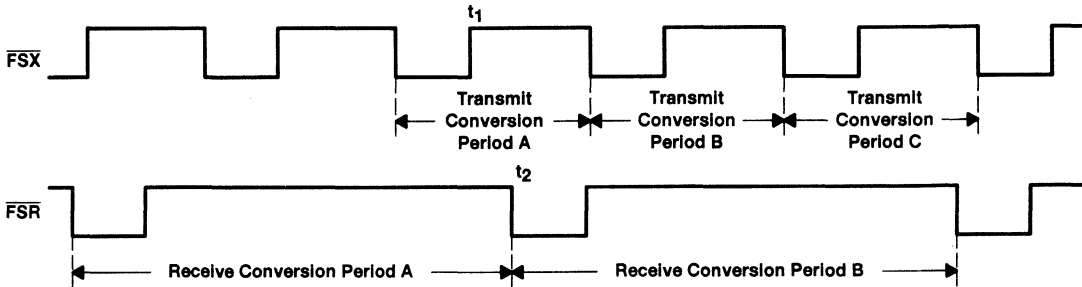 t1
FSX
Transmit
Conversion
Period A
Transmit
Conversion
Period B
Transmit
Conversion
Period C
t2
FSR
Receive Conversion Period A
Receive Conversion Period B